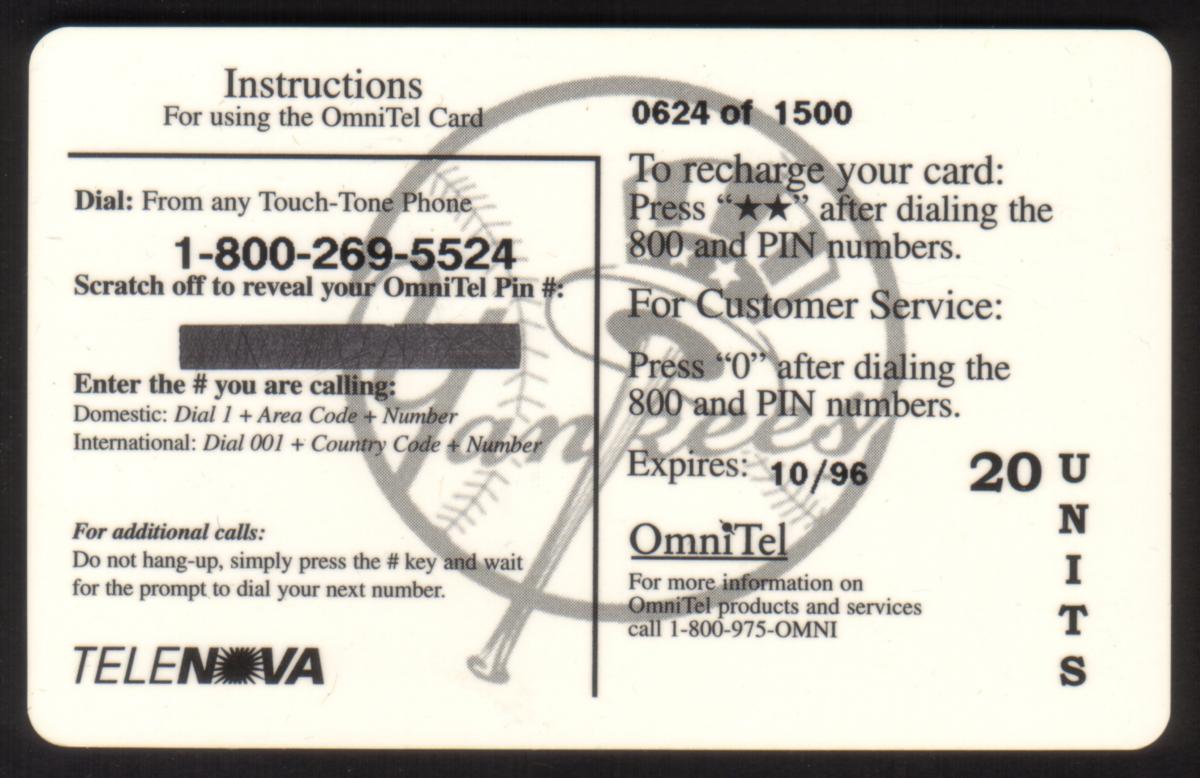 Instructions
For using the OmniTel Card
Dial: From any Touch-Tone Phone
1-800-269-5524
Scratch off to reveal your OmniTel Pin #:
Enter the # you are calling:
Domestic: Dial 1 + Area Code + Number
International: Dial 001 + Country Code + Number
For additional calls:
Do not hang-up, simply press the # key and wait
for the prompt to dial your next number.
TELENOVA
0624 of 1500
To recharge your card:
Press “★★” after dialing the
800 and PIN numbers.
For Customer Service:
Press “0” after dialing the
800 and PIN numbers.
Expires: 10/96
20 UNITS
OmniTel
For more information on
OmniTel products and services
call 1-800-975-OMNI
Yankees